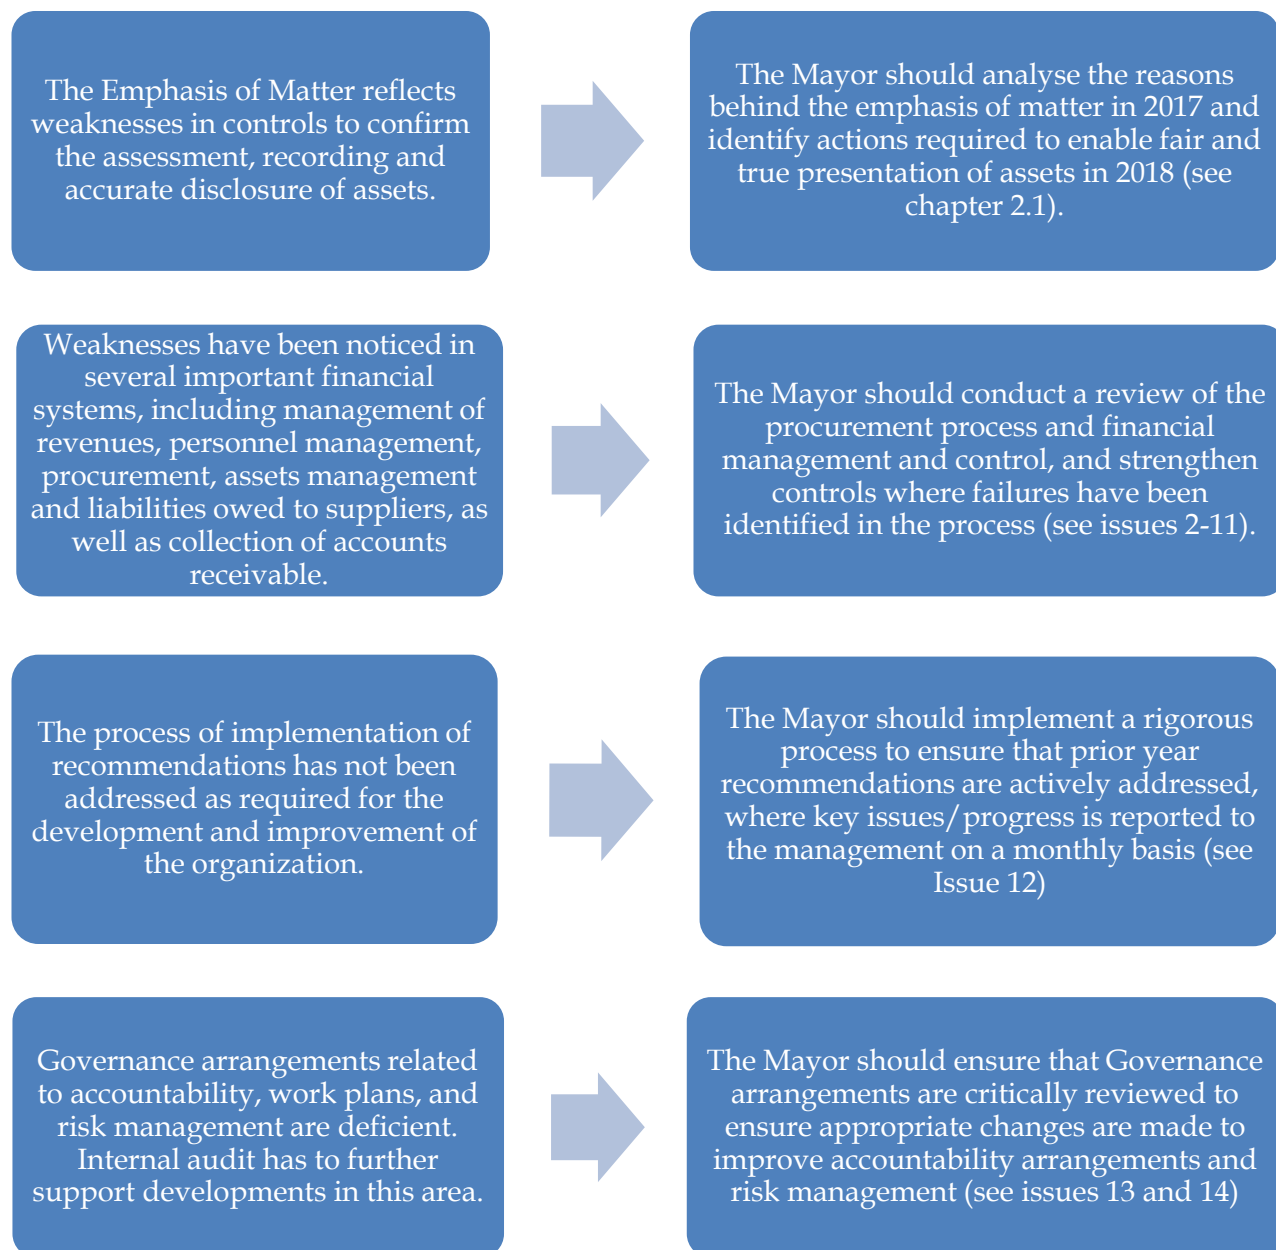 The Emphasis of Matter reflects
weaknesses in controls to confirm
the assessment, recording and
accurate disclosure of assets.
The Mayor should analyse the reasons
behind the emphasis of matter in 2017 and
identify actions required to enable fair and
true presentation of assets in 2018 (see
chapter 2.1).
Weaknesses have been noticed in
several important financial
systems, including management of
revenues, personnel management,
procurement, assets management
and liabilities owed to suppliers, as
well as collection of accounts
receivable.
The Mayor should conduct a review of the
procurement process and financial
management and control, and strengthen
controls where failures have been
identified in the process (see issues 2-11).
The process of implementation of
recommendations has not been
addressed as required for the
development and improvement of
the organization.
The Mayor should implement a rigorous
process to ensure that prior year
recommendations are actively addressed,
where key issues/progress is reported to
the management on a monthly basis (see
Issue 12)
Governance arrangements related
to accountability, work plans, and
risk management are deficient.
Internal audit has to further
support developments in this area.
The Mayor should ensure that Governance
arrangements are critically reviewed to
ensure appropriate changes are made to
improve accountability arrangements and
risk management (see issues 13 and 14)